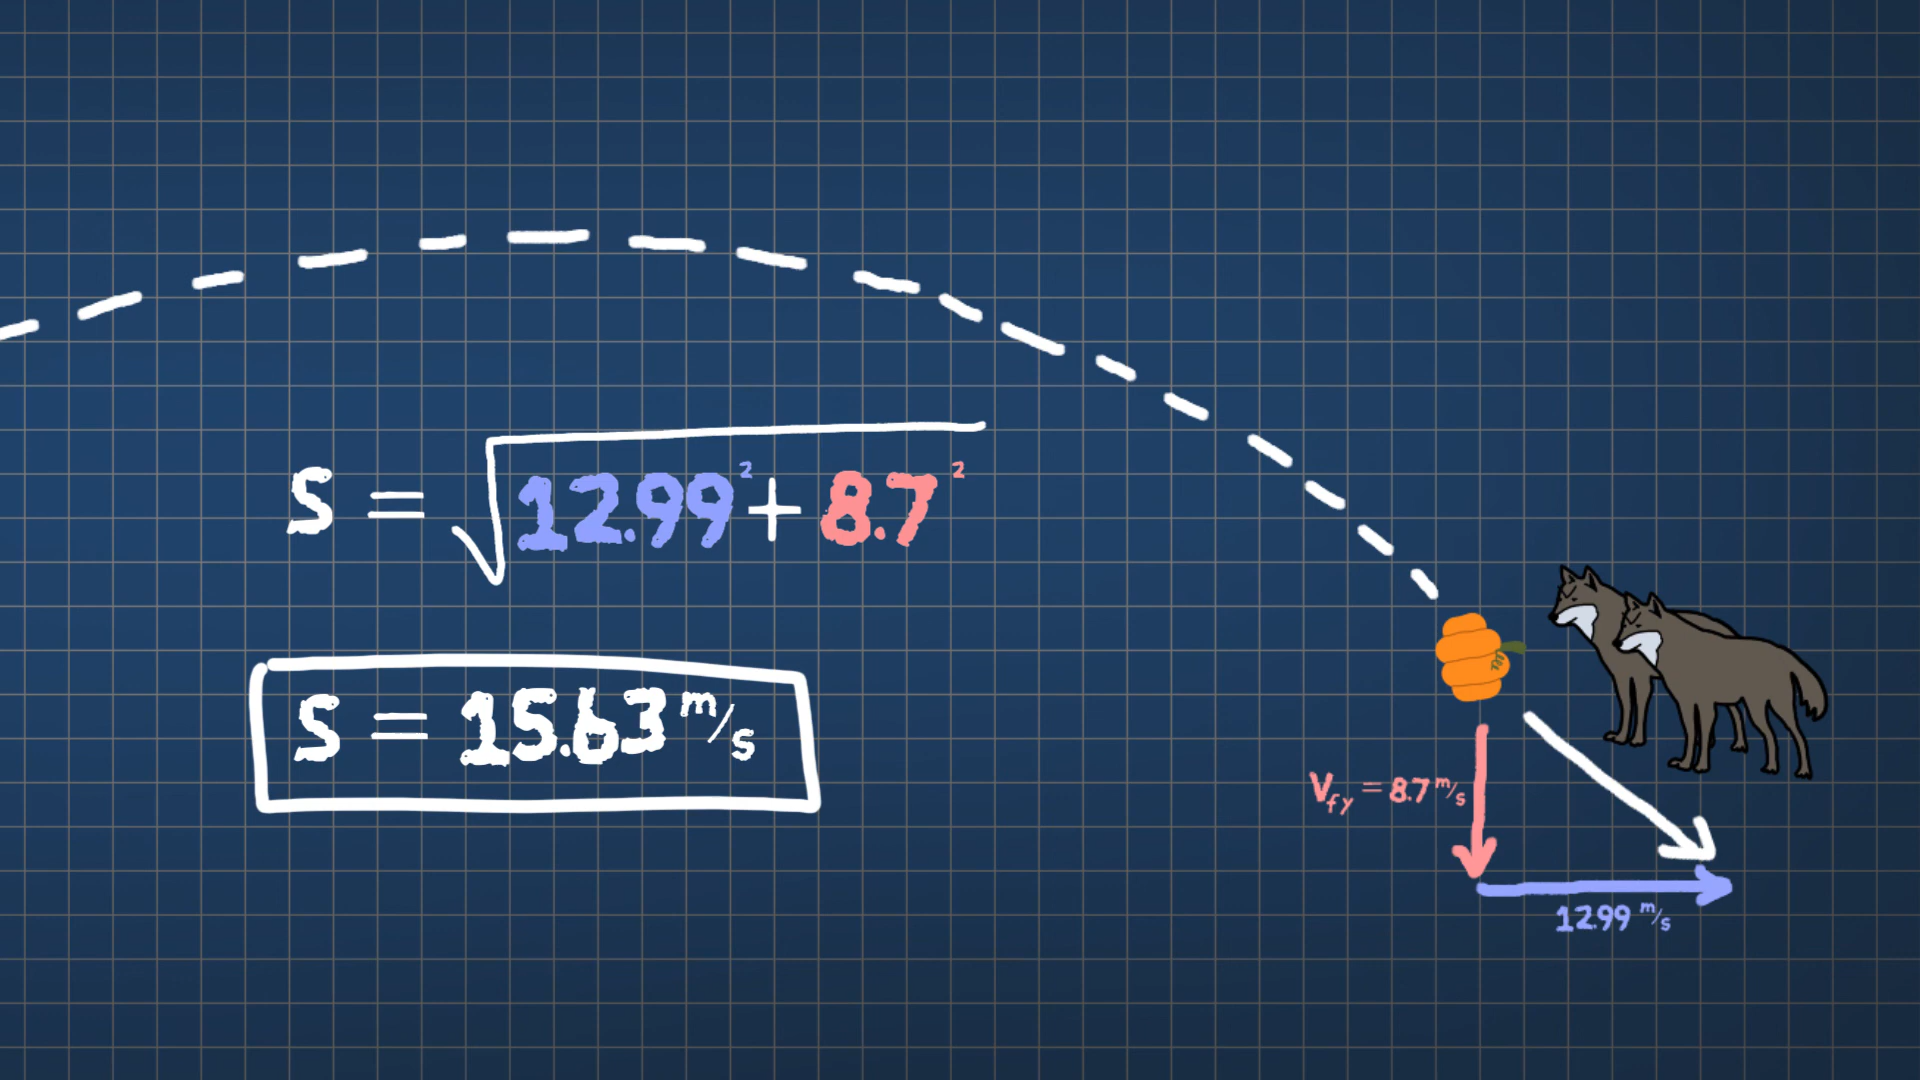 S = √12.99² + 8.7²
S = 15.63 m/s
Vfy = 8.7 m/s
12.99 m/s